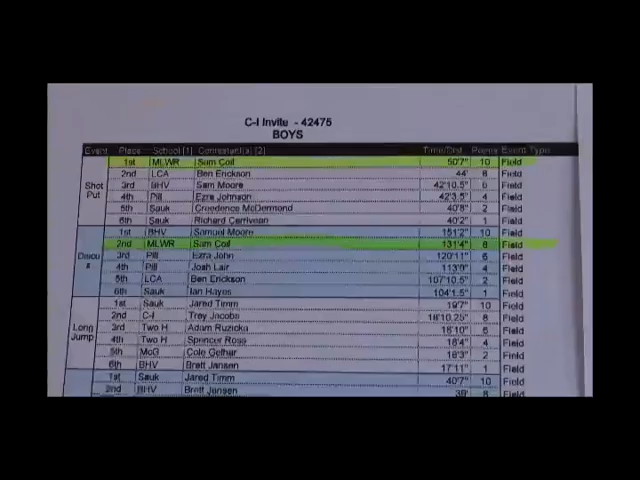 C-I Invite - 42475
BOYS
Event Place School [1] Contestant(s) [2] Time/Dist. Points Event Type
1st MLWR Sam Coil 50'7" 10 Field
2nd LCA Ben Erickson 44' 8 Field
3rd BHV Sam Moore 42'10.5" 6 Field
Shot Put
4th Pill Ezra Johnson 42'3.5" 4 Field
5th Sauk Creedence McDermond 40'8" 2 Field
6th Sauk Richard 40'2" 1 Field
1st BHV Samuel Moore 151'2" 10 Field
2nd MLWR Sam Coil 131'4" 8 Field
Discus
3rd Pill Ezra John 120'11" 6 Field
4th Pill Josh Lair 113'9" 4 Field
5th LCA Ben Erickson 107'10.5" 2 Field
6th Sauk Ian Hayes 104'1.5" 1 Field
1st Sauk Jared Timm 19'7" 10 Field
2nd C-I Trey Jacobs 18'10.25" 8 Field
3rd Two H Adam Ruzicka 18'10" 6 Field
Long Jump
4th Two H Spencer Ross 18'4" 4 Field
5th McG Cole Gelhar 18'3" 2 Field
6th BHV Brett Jansen 17'11" 1 Field
1st Sauk Jared Timm 40'7" 10 Field
2nd BHV Brett Jansen 39' 8 Field